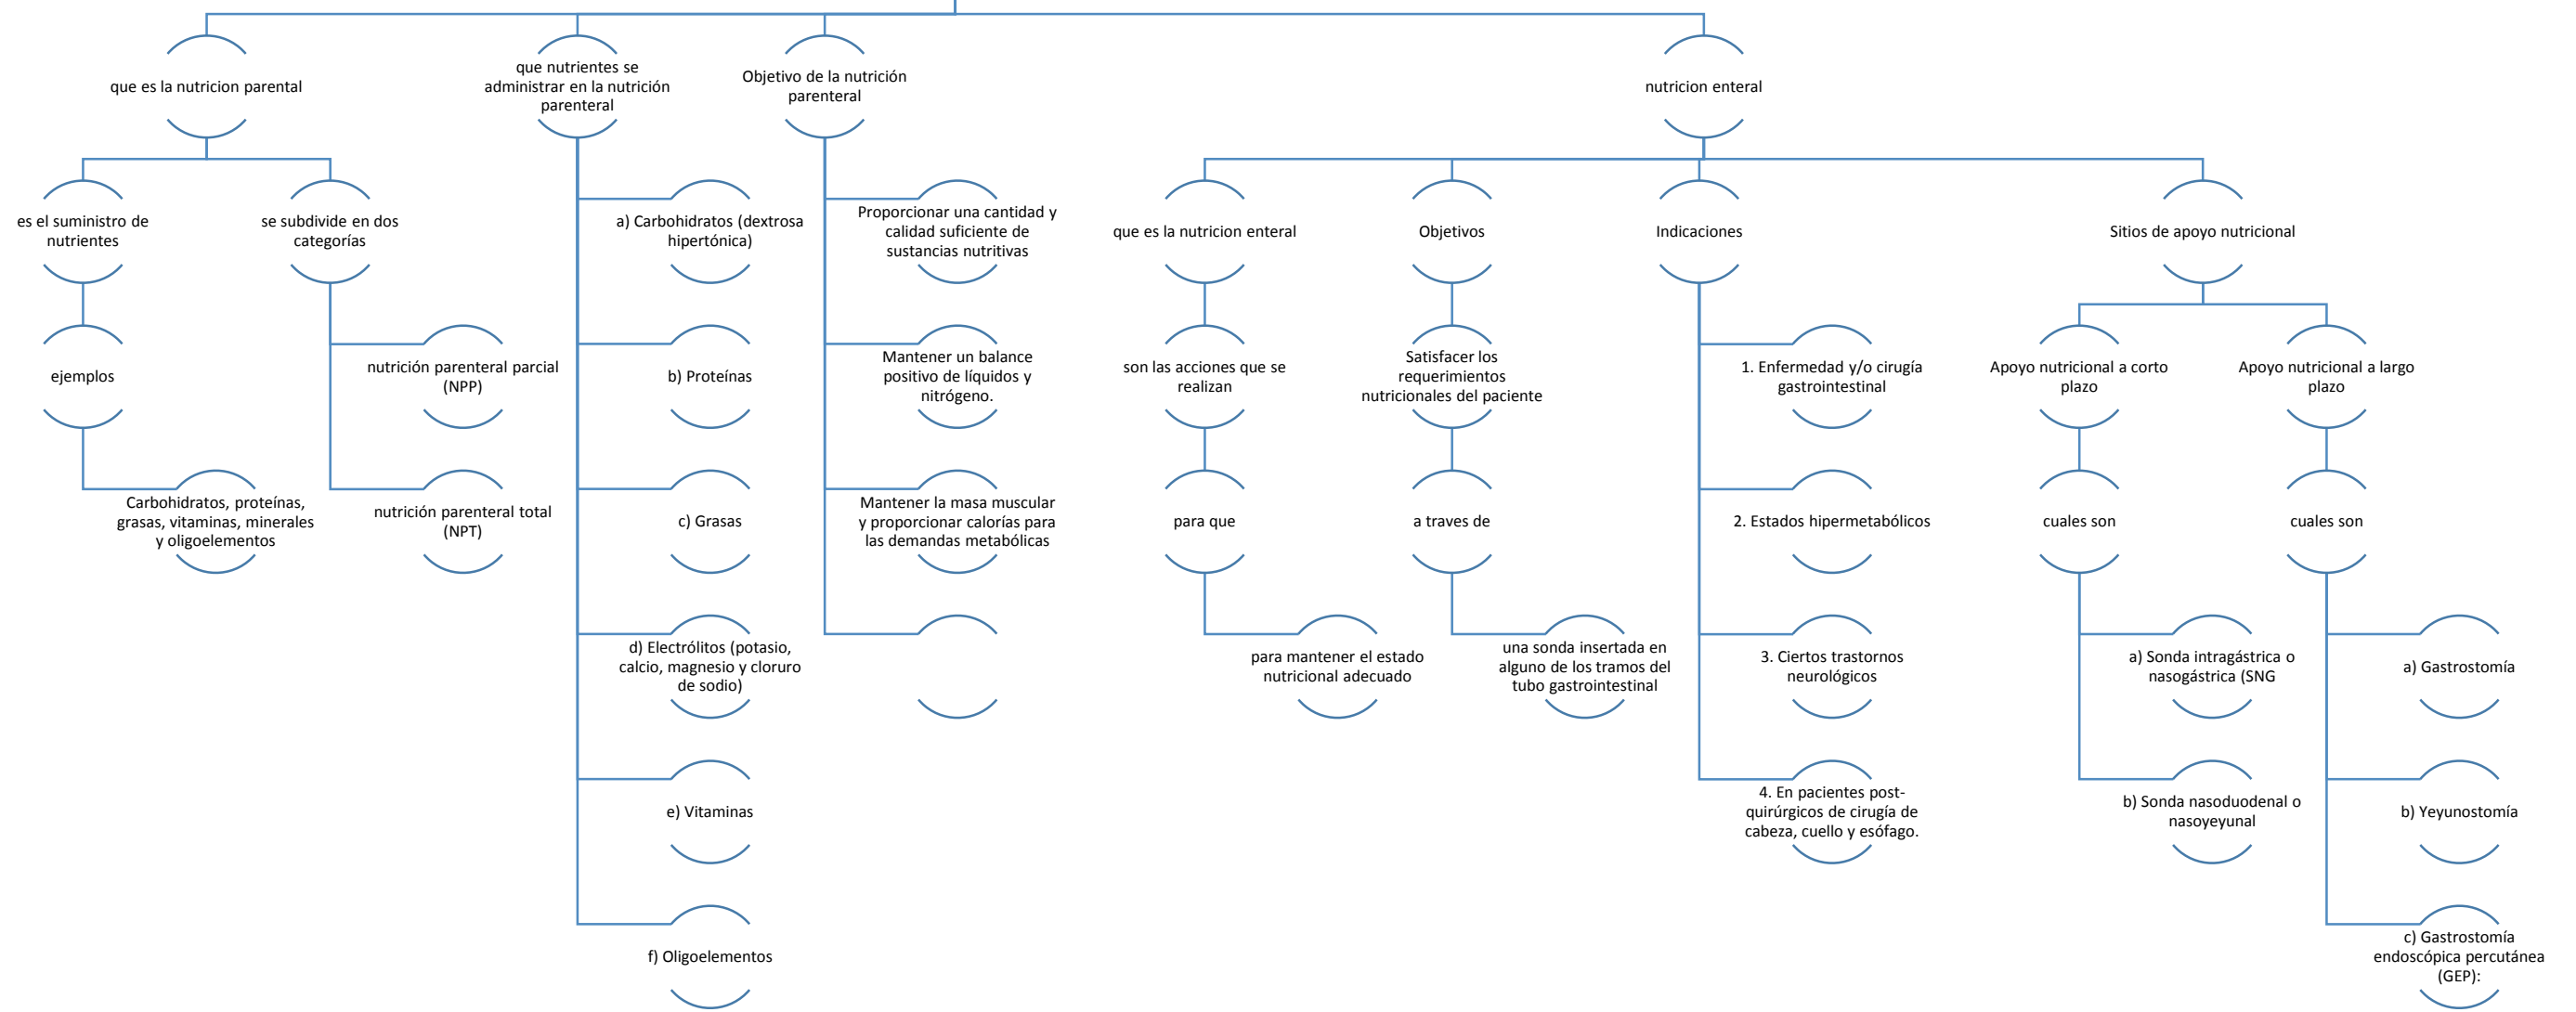 que es la nutricion parental
que nutrientes se
administrar en la nutrición
parenteral
Objetivo de la nutrición
parenteral
nutricion enteral
es el suministro de
nutrientes
se subdivide en dos
categorías
a) Carbohidratos (dextrosa
hipertónica)
Proporcionar una cantidad y
calidad suficiente de
sustancias nutritivas
que es la nutricion enteral
Objetivos
Indicaciones
Sitios de apoyo nutricional
ejemplos
nutrición parenteral parcial
(NPP)
b) Proteínas
Mantener un balance
positivo de líquidos y
nitrógeno.
son las acciones que se
realizan
Satisfacer los
requerimientos
nutricionales del paciente
1. Enfermedad y/o cirugía
gastrointestinal
Apoyo nutricional a corto
plazo
Apoyo nutricional a largo
plazo
Carbohidratos, proteínas,
grasas, vitaminas, minerales
y oligoelementos
nutrición parenteral total
(NPT)
c) Grasas
Mantener la masa muscular
y proporcionar calorías para
las demandas metabólicas
para que
a traves de
2. Estados hipermetabólicos
cuales son
cuales son
d) Electrólitos (potasio,
calcio, magnesio y cloruro
de sodio)
para mantener el estado
nutricional adecuado
una sonda insertada en
alguno de los tramos del
tubo gastrointestinal
3. Ciertos trastornos
neurológicos
a) Sonda intragástrica o
nasogástrica (SNG
a) Gastrostomía
e) Vitaminas
4. En pacientes post-
quirúrgicos de cirugía de
cabeza, cuello y esófago.
b) Sonda nasoduodenal o
nasoyeyunal
b) Yeyunostomía
f) Oligoelementos
c) Gastrostomía
endoscópica percutánea
(GEP):